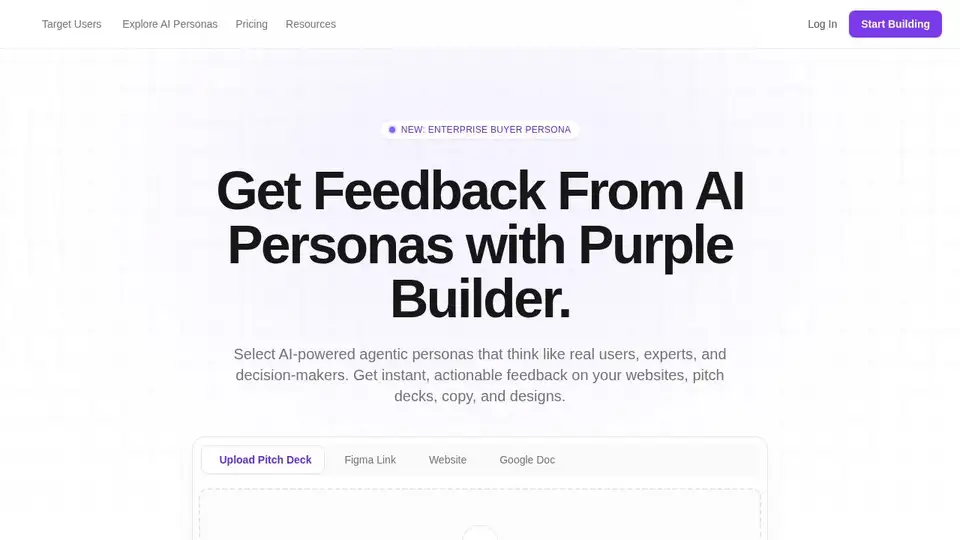 Target Users
Explore AI Personas
Pricing
Resources
Log In
Start Building
NEW: ENTERPRISE BUYER PERSONA
Get Feedback From AI
Personas with Purple
Builder.
Select AI-powered agentic personas that think like real users, experts, and
decision-makers. Get instant, actionable feedback on your websites, pitch
decks, copy, and designs.
Upload Pitch Deck
Figma Link
Website
Google Doc